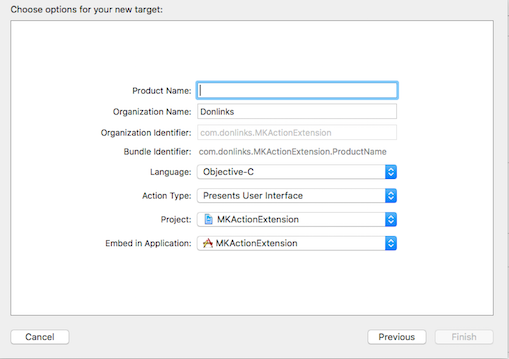 Choose options for your new target:
Product Name:
Organization Name: Donlinks
Organization Identifier: com.donlinks.MKActionExtension
Bundle Identifier: com.donlinks.MKActionExtension.ProductName
Language: Objective-C
Action Type: Presents User Interface
Project: MKActionExtension
Embed in Application: MKActionExtension
Cancel Previous Finish